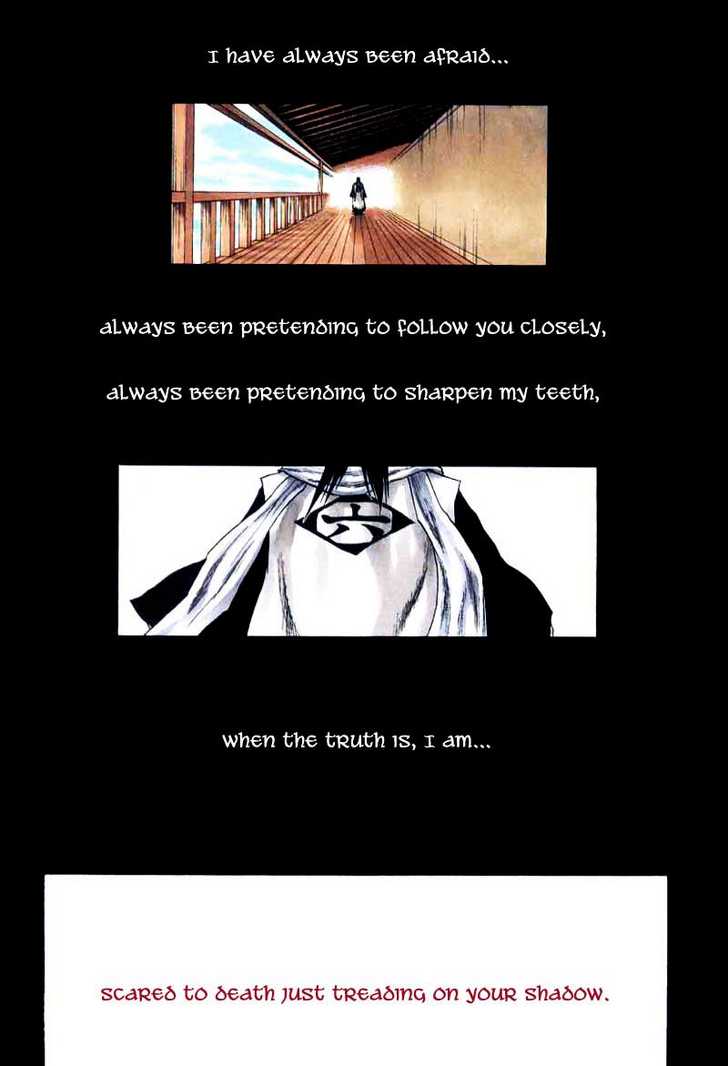 I have always been afraid...
always been pretending to follow you closely,
always been pretending to sharpen my teeth,
六
when the truth is, I am...
scared to death just treading on your shadow.